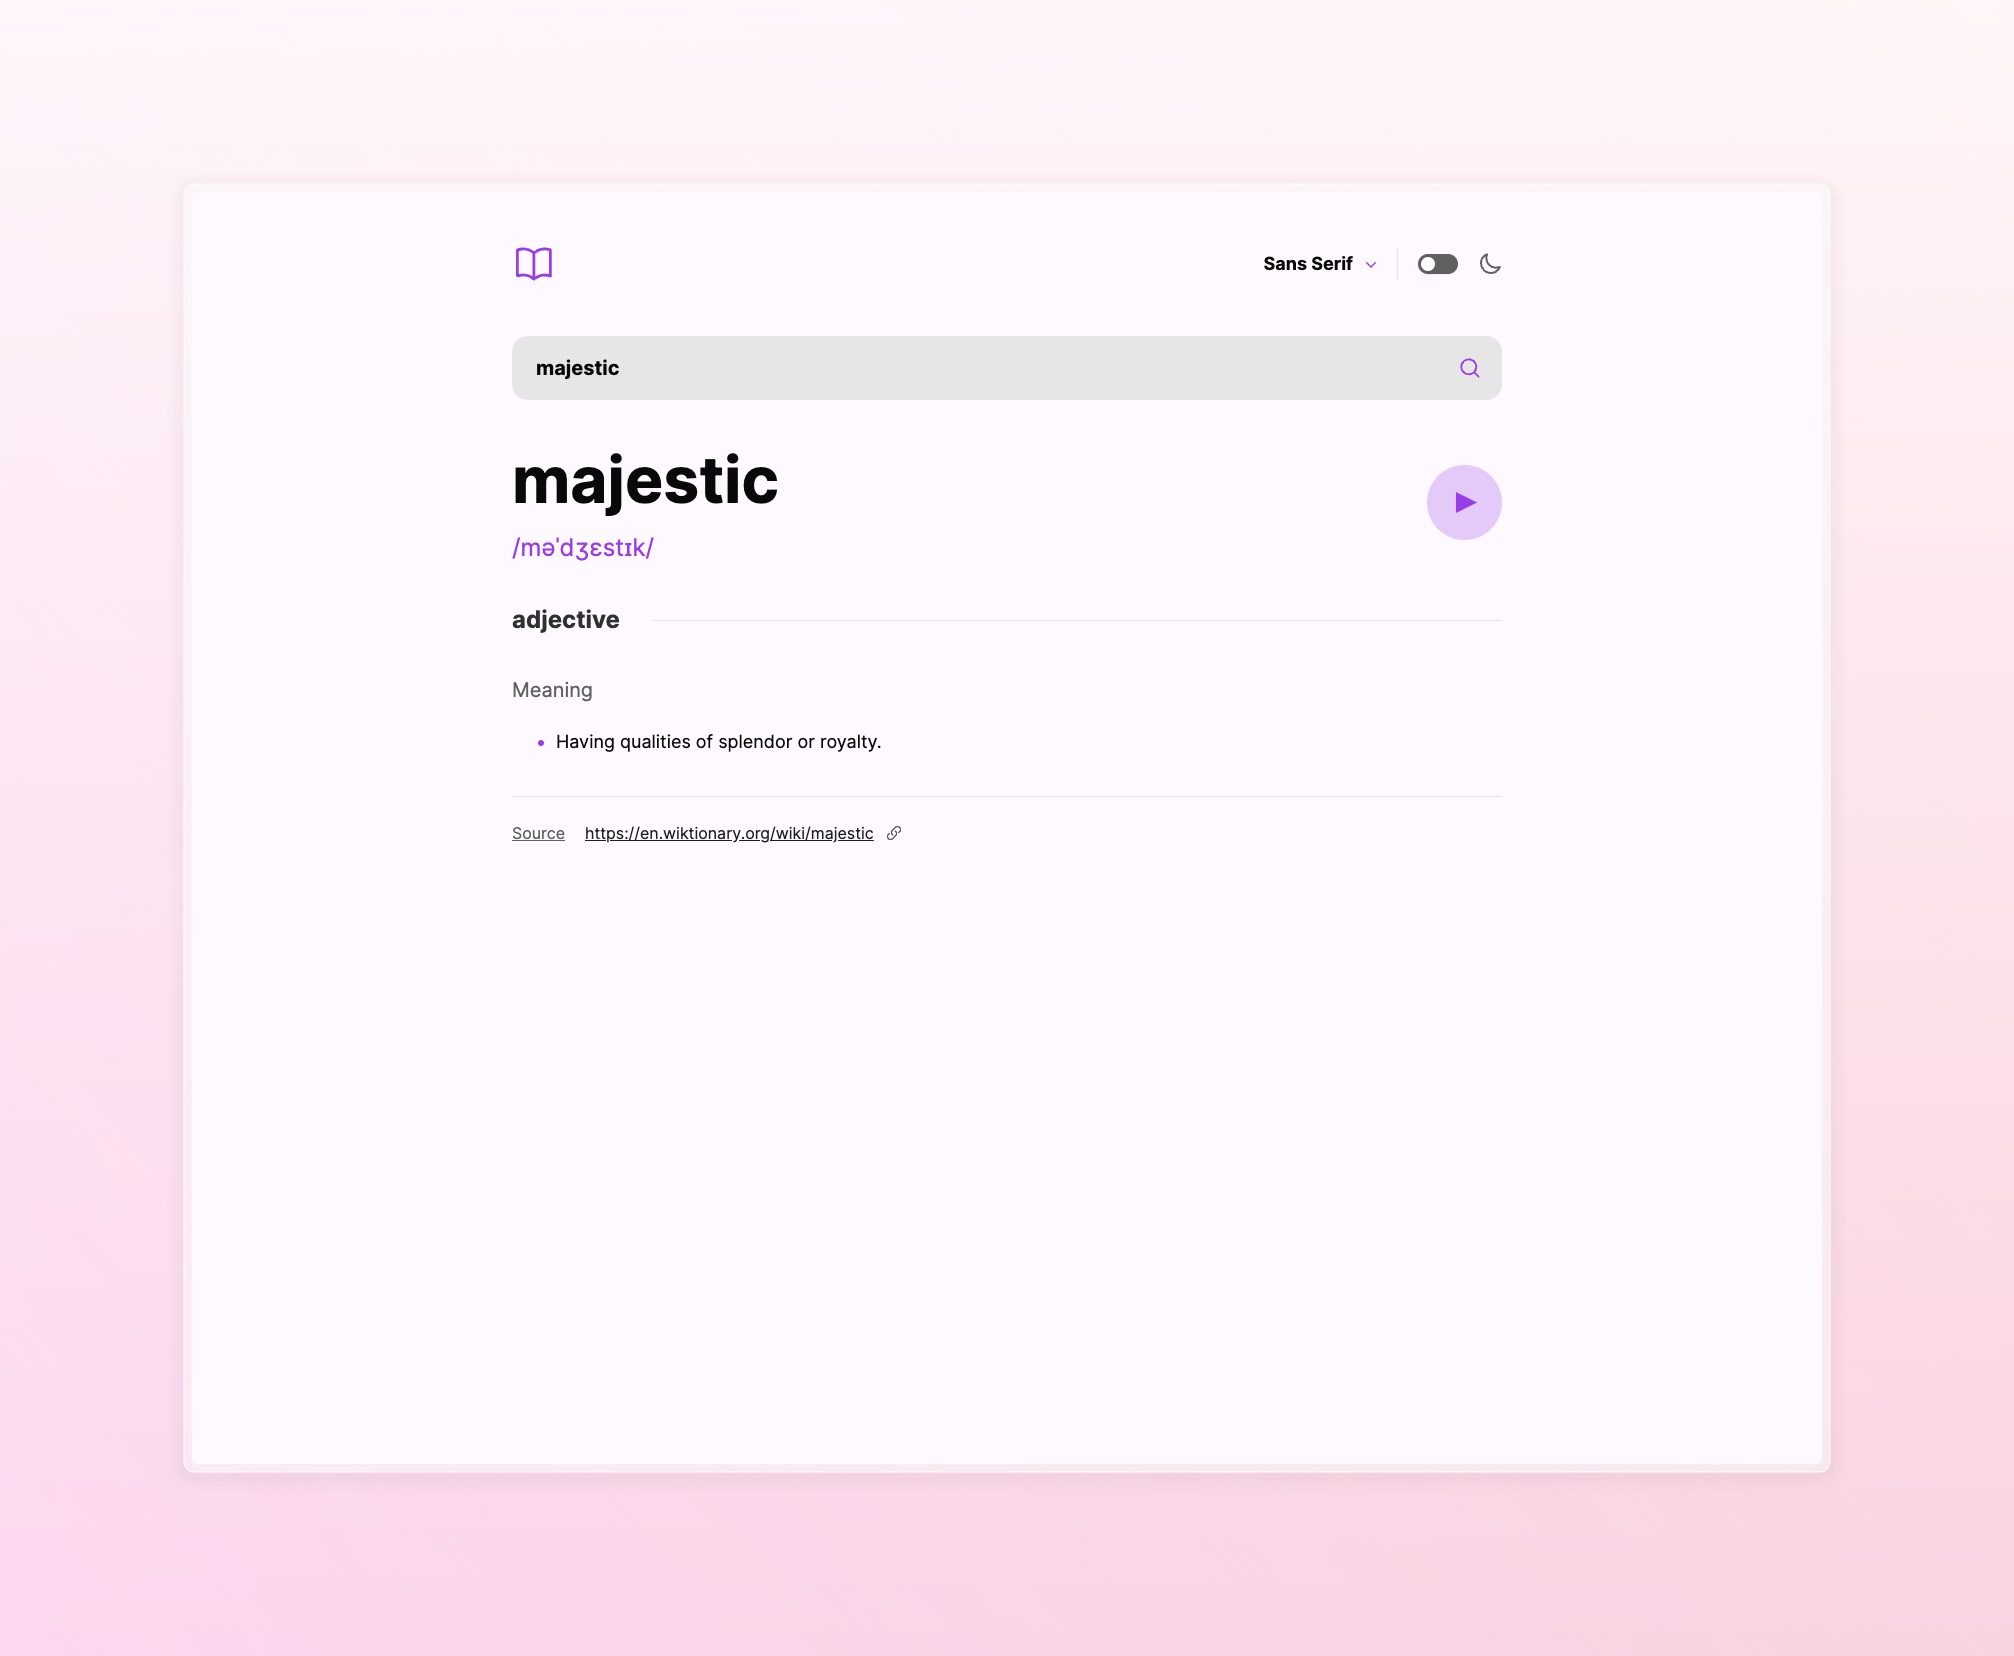 Sans Serif
majestic
majestic
/məˈdʒɛstɪk/
adjective
Meaning
Having qualities of splendor or royalty.
Source https://en.wiktionary.org/wiki/majestic